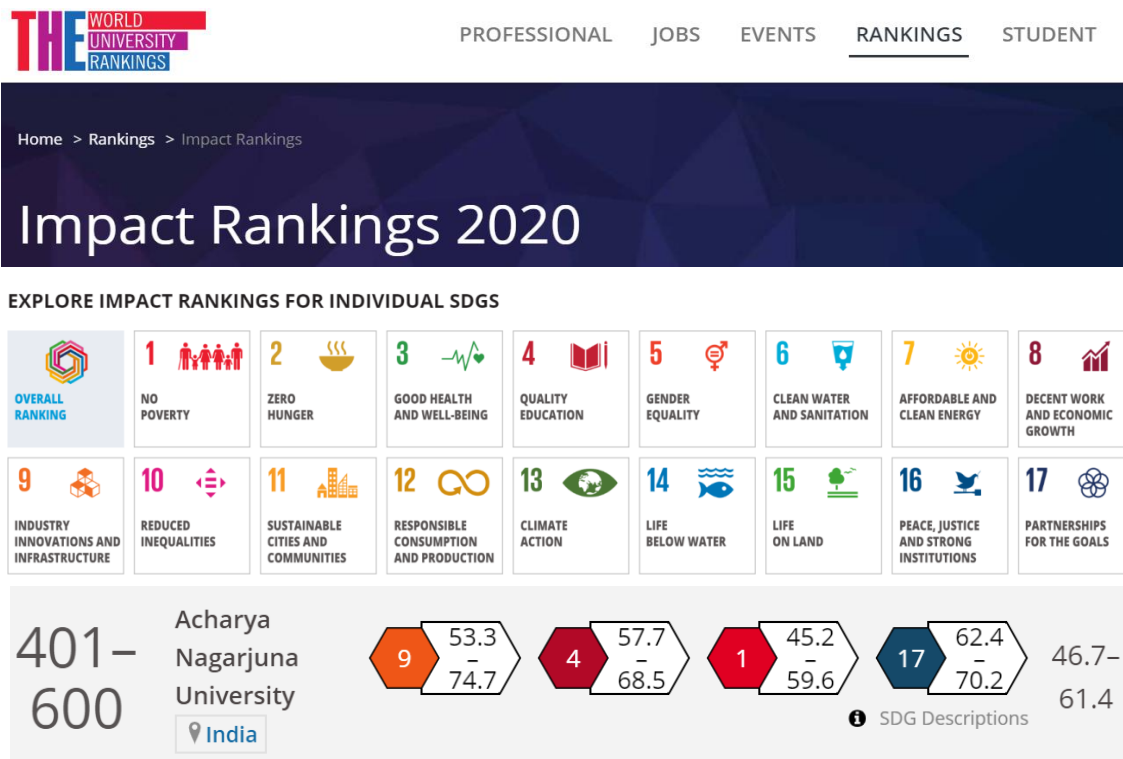 THE WORLD
UNIVERSITY
RANKINGS
PROFESSIONAL JOBS EVENTS RANKINGS STUDENT
Home > Rankings > Impact Rankings
Impact Rankings 2020
EXPLORE IMPACT RANKINGS FOR INDIVIDUAL SDGS
OVERALL
RANKING
1
NO
POVERTY
2
ZERO
HUNGER
3
GOOD HEALTH
AND WELL-BEING
4
QUALITY
EDUCATION
5
GENDER
EQUALITY
6
CLEAN WATER
AND SANITATION
7
AFFORDABLE AND
CLEAN ENERGY
8
DECENT WORK
AND ECONOMIC
GROWTH
9
INDUSTRY
INNOVATIONS AND
INFRASTRUCTURE
10
REDUCED
INEQUALITIES
11
SUSTAINABLE
CITIES AND
COMMUNITIES
12
RESPONSIBLE
CONSUMPTION
AND PRODUCTION
13
CLIMATE
ACTION
14
LIFE
BELOW WATER
15
LIFE
ON LAND
16
PEACE, JUSTICE
AND STRONG
INSTITUTIONS
17
PARTNERSHIPS
FOR THE GOALS
401–
600
Acharya
Nagarjuna
University
India
9
53.3
–
74.7
4
57.7
–
68.5
1
45.2
–
59.6
17
62.4
–
70.2
46.7–
61.4
SDG Descriptions